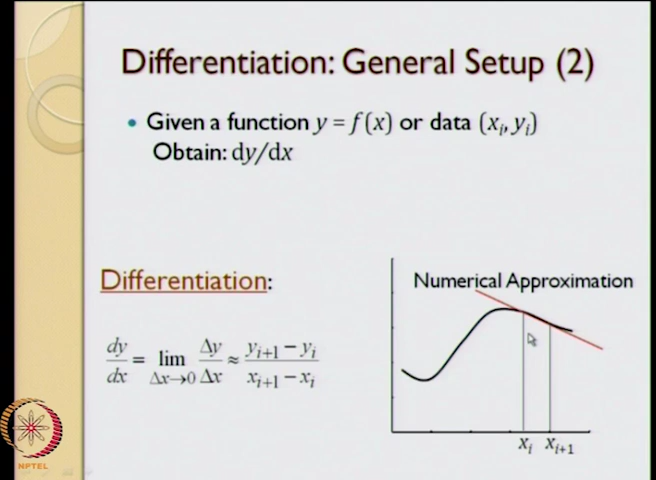 Differentiation: General Setup (2)
• Given a function y = f(x) or data (xᵢ, yᵢ)
Obtain: dy/dx
Differentiation:
dy/dx = lim Δx→0 Δy/Δx ≈ (yᵢ₊₁ − yᵢ)/(xᵢ₊₁ − xᵢ)
Numerical Approximation
xᵢ xᵢ₊₁
NPTEL